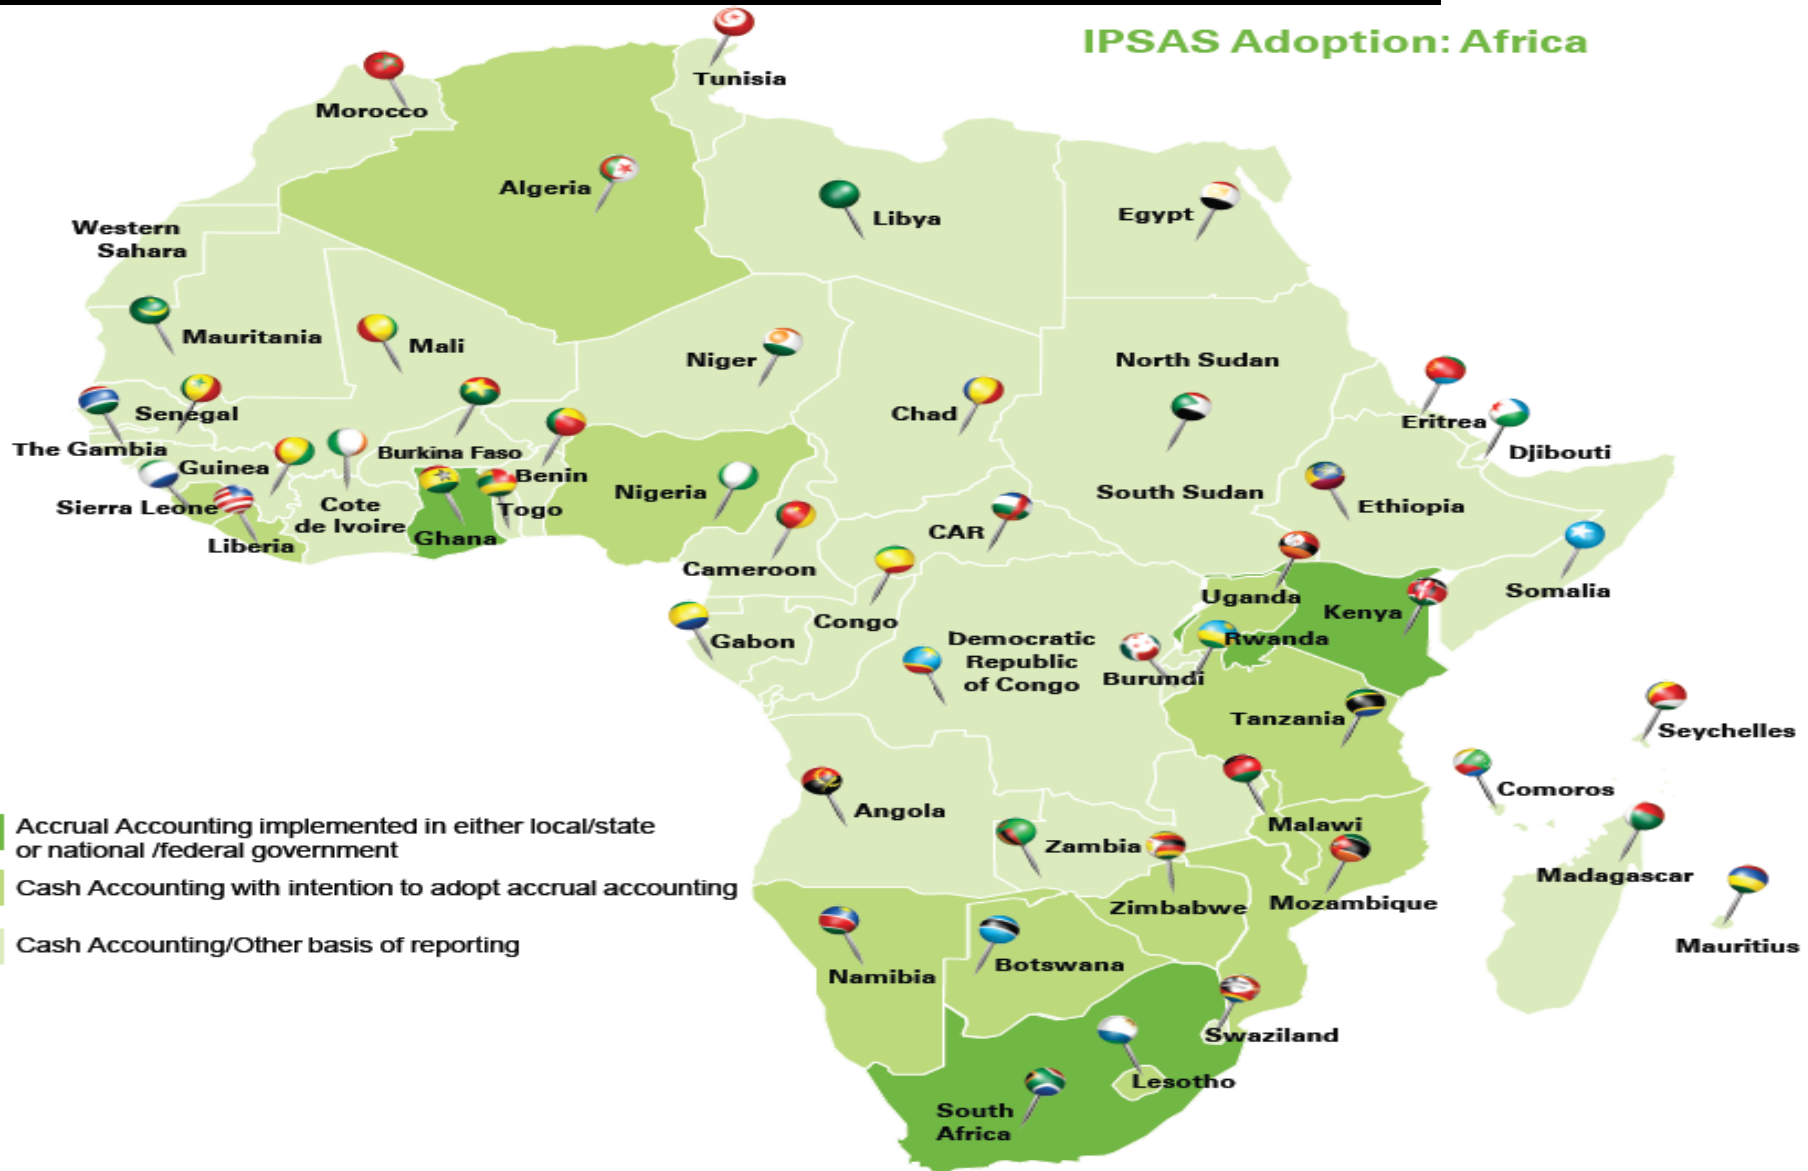 IPSAS Adoption: Africa
Tunisia
Morocco
Algeria
Libya
Egypt
Western
Sahara
Mauritania
Mali
Niger
Chad
North Sudan
Eritrea
Djibouti
Senegal
The Gambia
Guinea
Burkina Faso
Benin
Nigeria
South Sudan
Ethiopia
Sierra Leone
Cote
de Ivoire
Togo
Ghana
Liberia
CAR
Cameroon
Somalia
Uganda
Kenya
Congo
Gabon
Democratic
Republic
of Congo
Rwanda
Burundi
Tanzania
Seychelles
Comoros
Angola
Malawi
Zambia
Madagascar
Zimbabwe
Mozambique
Mauritius
Namibia
Botswana
Swaziland
Lesotho
South
Africa
Accrual Accounting implemented in either local/state
or national /federal government
Cash Accounting with intention to adopt accrual accounting
Cash Accounting/Other basis of reporting